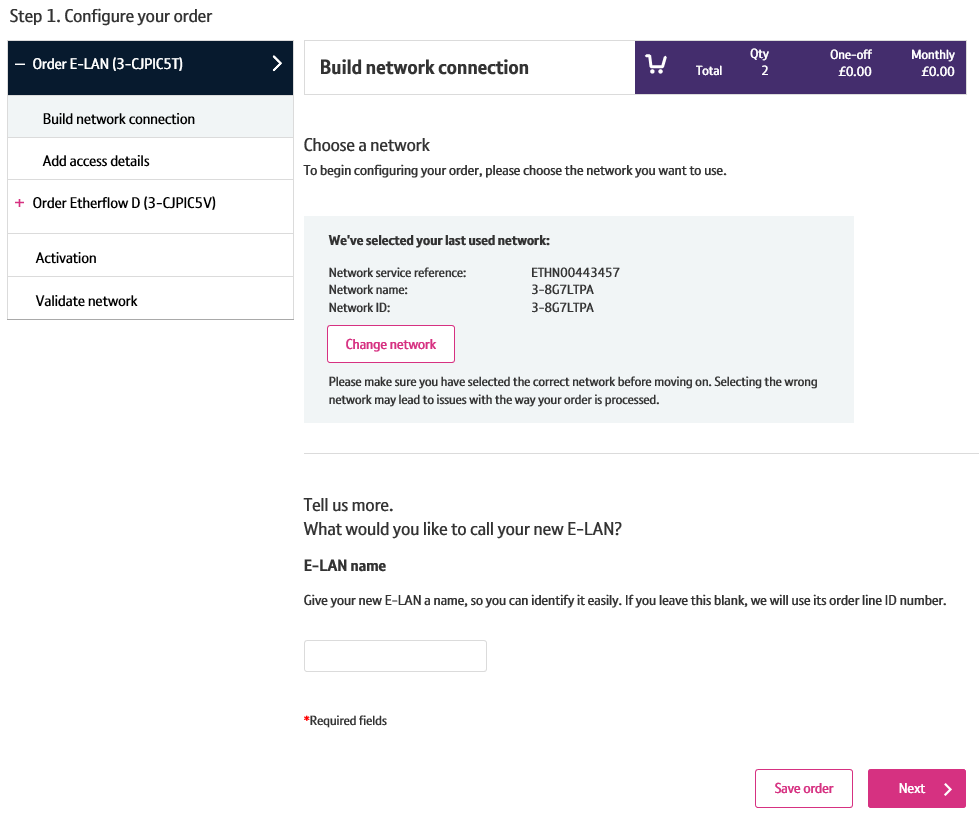 Step 1. Configure your order
Order E-LAN (3-CJPIC5T)
Build network connection
Add access details
+ Order Etherflow D (3-CJPIC5V)
Activation
Validate network
Build network connection
Total
Qty
2
One-off
£0.00
Monthly
£0.00
Choose a network
To begin configuring your order, please choose the network you want to use.
We've selected your last used network:
Network service reference: ETHN00443457
Network name: 3-8G7LTPA
Network ID: 3-8G7LTPA
Change network
Please make sure you have selected the correct network before moving on. Selecting the wrong
network may lead to issues with the way your order is processed.
Tell us more.
What would you like to call your new E-LAN?
E-LAN name
Give your new E-LAN a name, so you can identify it easily. If you leave this blank, we will use its order line ID number.
*Required fields
Save order
Next